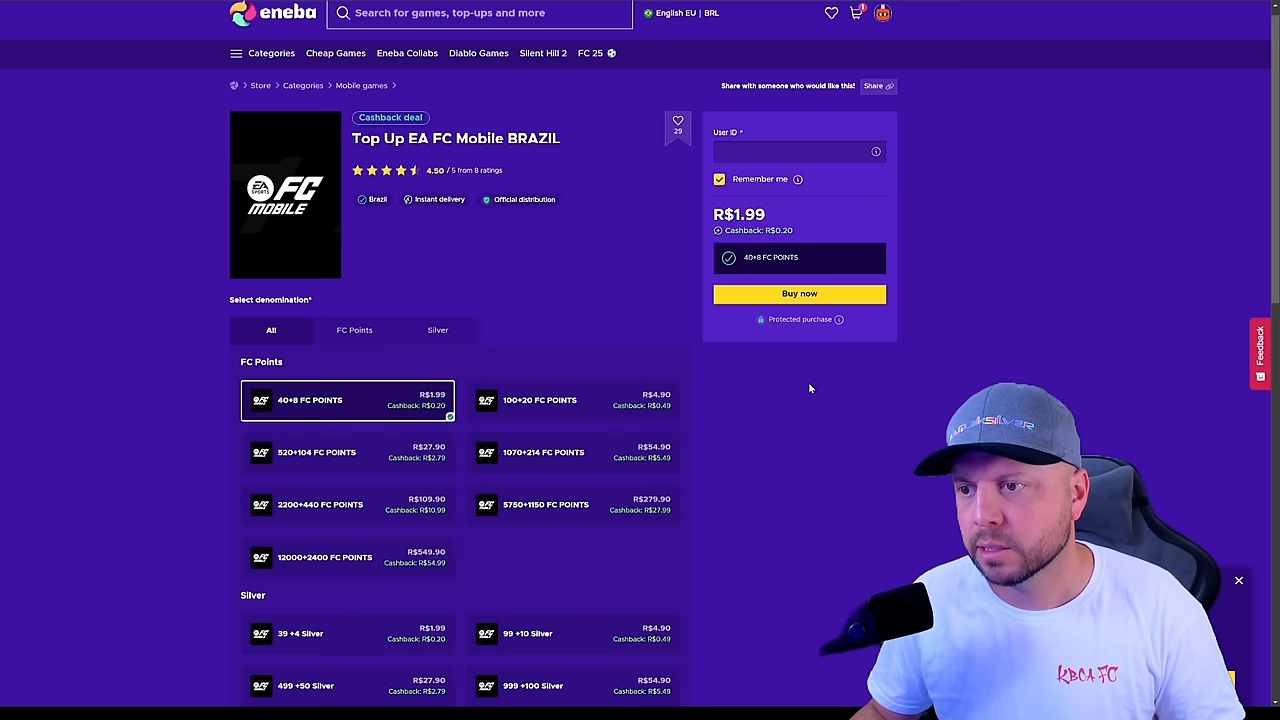 eneba
Search for games, top-ups and more
English EU | BRL
1
Categories
Cheap Games
Eneba Collabs
Diablo Games
Silent Hill 2
FC 25
Store
Categories
Mobile games
Share with someone who would like this!
Share
EA
SPORTS
FC
MOBILE
Cashback deal
Top Up EA FC Mobile BRAZIL
4.50 / 5 from 8 ratings
Brazil
Instant delivery
Official distribution
29
User ID *
Remember me
R$1.99
Cashback: R$0.20
40+8 FC POINTS
Buy now
Protected purchase
Select denomination*
All
FC Points
Silver
FC Points
40+8 FC POINTS
R$1.99
Cashback: R$0.20
100+20 FC POINTS
R$4.90
Cashback: R$0.49
520+104 FC POINTS
R$27.90
Cashback: R$2.79
1070+214 FC POINTS
R$54.90
Cashback: R$5.49
2200+440 FC POINTS
R$109.90
Cashback: R$10.99
5750+1150 FC POINTS
R$279.90
Cashback: R$27.99
12000+2400 FC POINTS
R$549.90
Cashback: R$54.99
Silver
39 +4 Silver
R$1.99
Cashback: R$0.20
99 +10 Silver
R$4.90
Cashback: R$0.49
499 +50 Silver
R$27.90
Cashback: R$2.79
999 +100 Silver
R$54.90
Cashback: R$5.49
Feedback
QUIKSILVER
KBCA FC